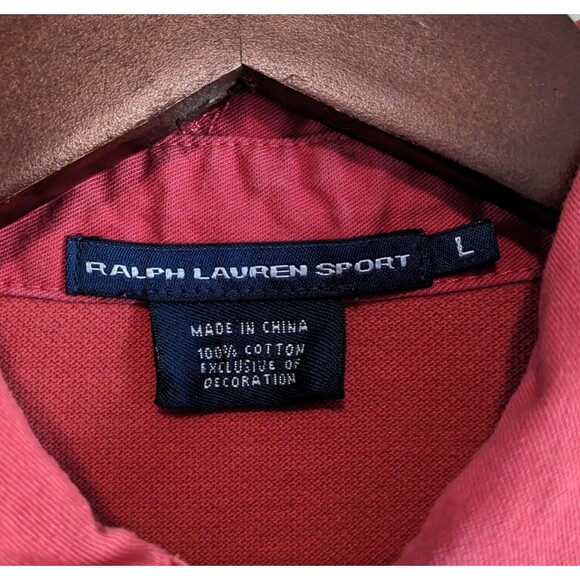 RALPH LAUREN SPORT
L
MADE IN CHINA
100% COTTON
EXCLUSIVE OF
DECORATION